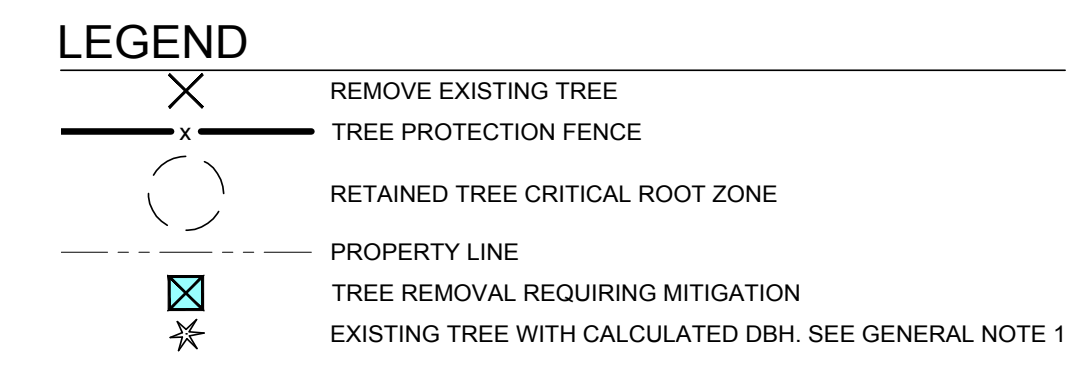 LEGEND
REMOVE EXISTING TREE
x TREE PROTECTION FENCE
RETAINED TREE CRITICAL ROOT ZONE
PROPERTY LINE
TREE REMOVAL REQUIRING MITIGATION
EXISTING TREE WITH CALCULATED DBH. SEE GENERAL NOTE 1